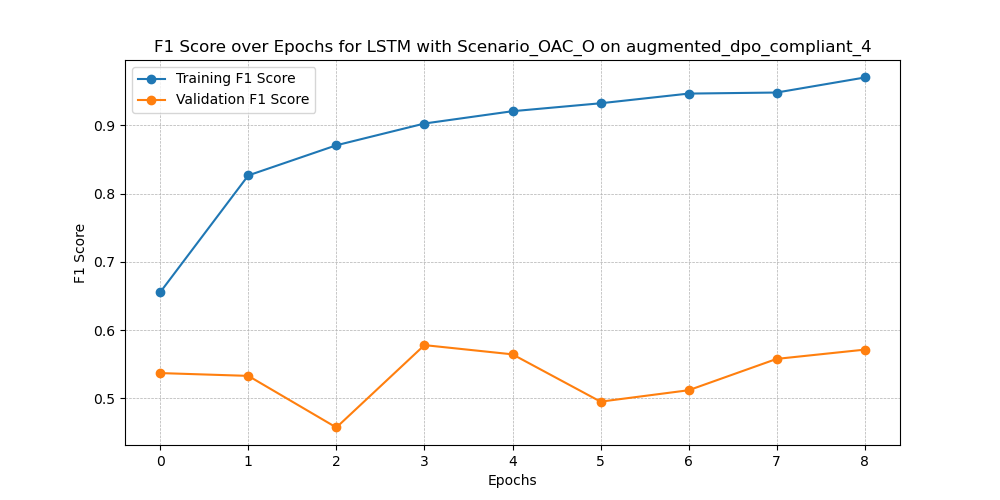 F1 Score over Epochs for LSTM with Scenario_OAC_O on augmented_dpo_compliant_4
Training F1 Score
Validation F1 Score
F1 Score
0.9
0.8
0.7
0.6
0.5
0 1 2 3 4 5 6 7 8
Epochs